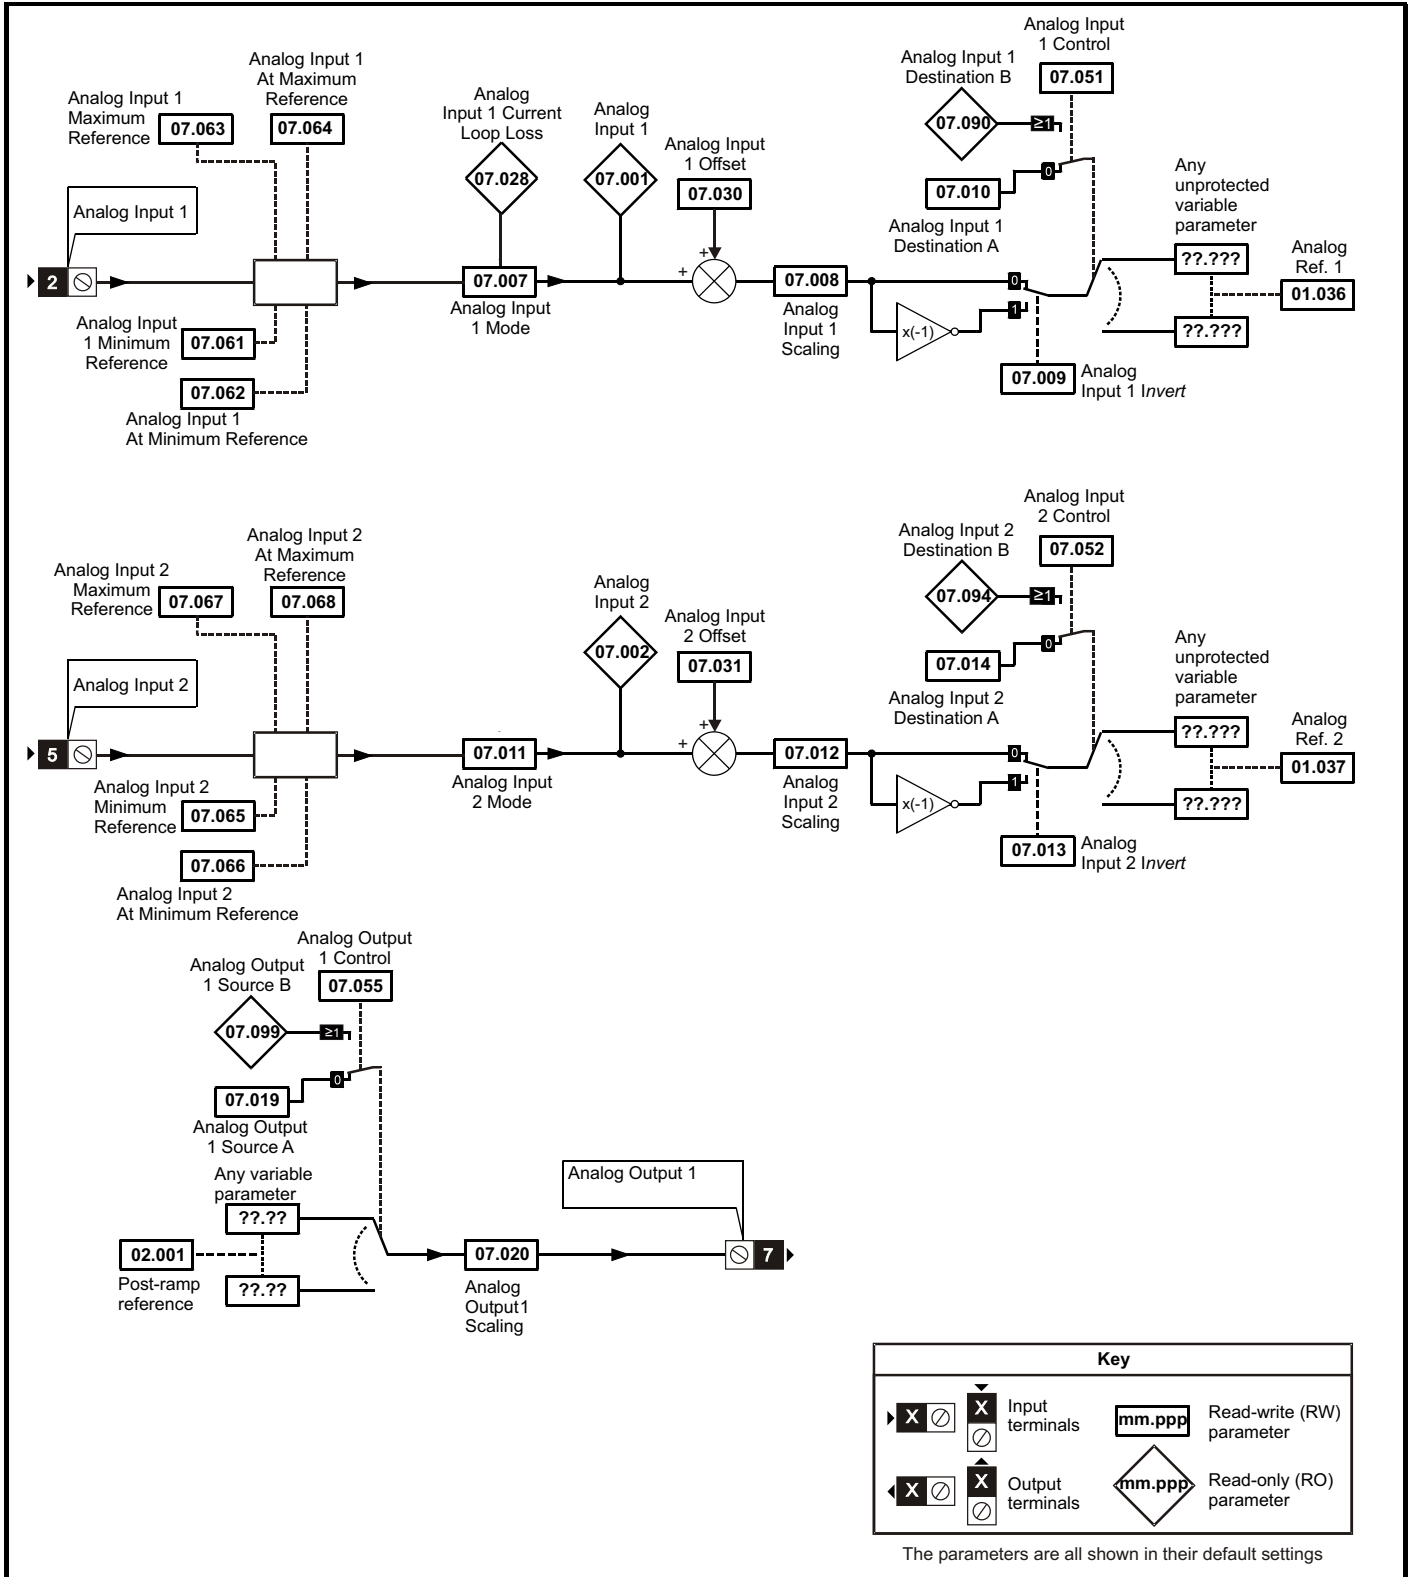 Analog Input 1
Maximum
Reference
07.063
Analog Input 1
At Maximum
Reference
07.064
Analog
Input 1 Current
Loop Loss
07.028
Analog
Input 1
07.001
Analog Input
1 Offset
07.030
Analog Input 1
Destination B
07.090
≥1
Analog Input
1 Control
07.051
0
07.010
Analog Input 1
Destination A
Any
unprotected
variable
parameter
??.???
??.???
Analog
Ref. 1
01.036
Analog Input 1
2
07.007
Analog Input
1 Mode
+
+
07.008
Analog
Input 1
Scaling
x(-1)
0
1
07.009
Analog
Input 1 Invert
Analog Input
1 Minimum
Reference
07.061
07.062
Analog Input 1
At Minimum Reference
Analog Input 2
Maximum
Reference
07.067
Analog Input 2
At Maximum
Reference
07.068
Analog
Input 2
07.002
Analog Input
2 Offset
07.031
Analog Input 2
Destination B
07.094
≥1
Analog Input
2 Control
07.052
0
07.014
Analog Input 2
Destination A
Any
unprotected
variable
parameter
??.???
??.???
Analog
Ref. 2
01.037
Analog Input 2
5
07.011
Analog Input
2 Mode
+
+
07.012
Analog
Input 2
Scaling
x(-1)
0
1
07.013
Analog
Input 2 Invert
Analog Input 2
Minimum
Reference
07.065
07.066
Analog Input 2
At Minimum Reference
Analog Output
1 Control
07.055
Analog Output
1 Source B
07.099
≥1
0
07.019
Analog Output
1 Source A
Any variable
parameter
??.??
??.??
02.001
Post-ramp
reference
07.020
Analog
Output1
Scaling
Analog Output 1
7
Key
X
X
Input
terminals
mm.ppp
Read-write (RW)
parameter
X
X
Output
terminals
mm.ppp
Read-only (RO)
parameter
The parameters are all shown in their default settings